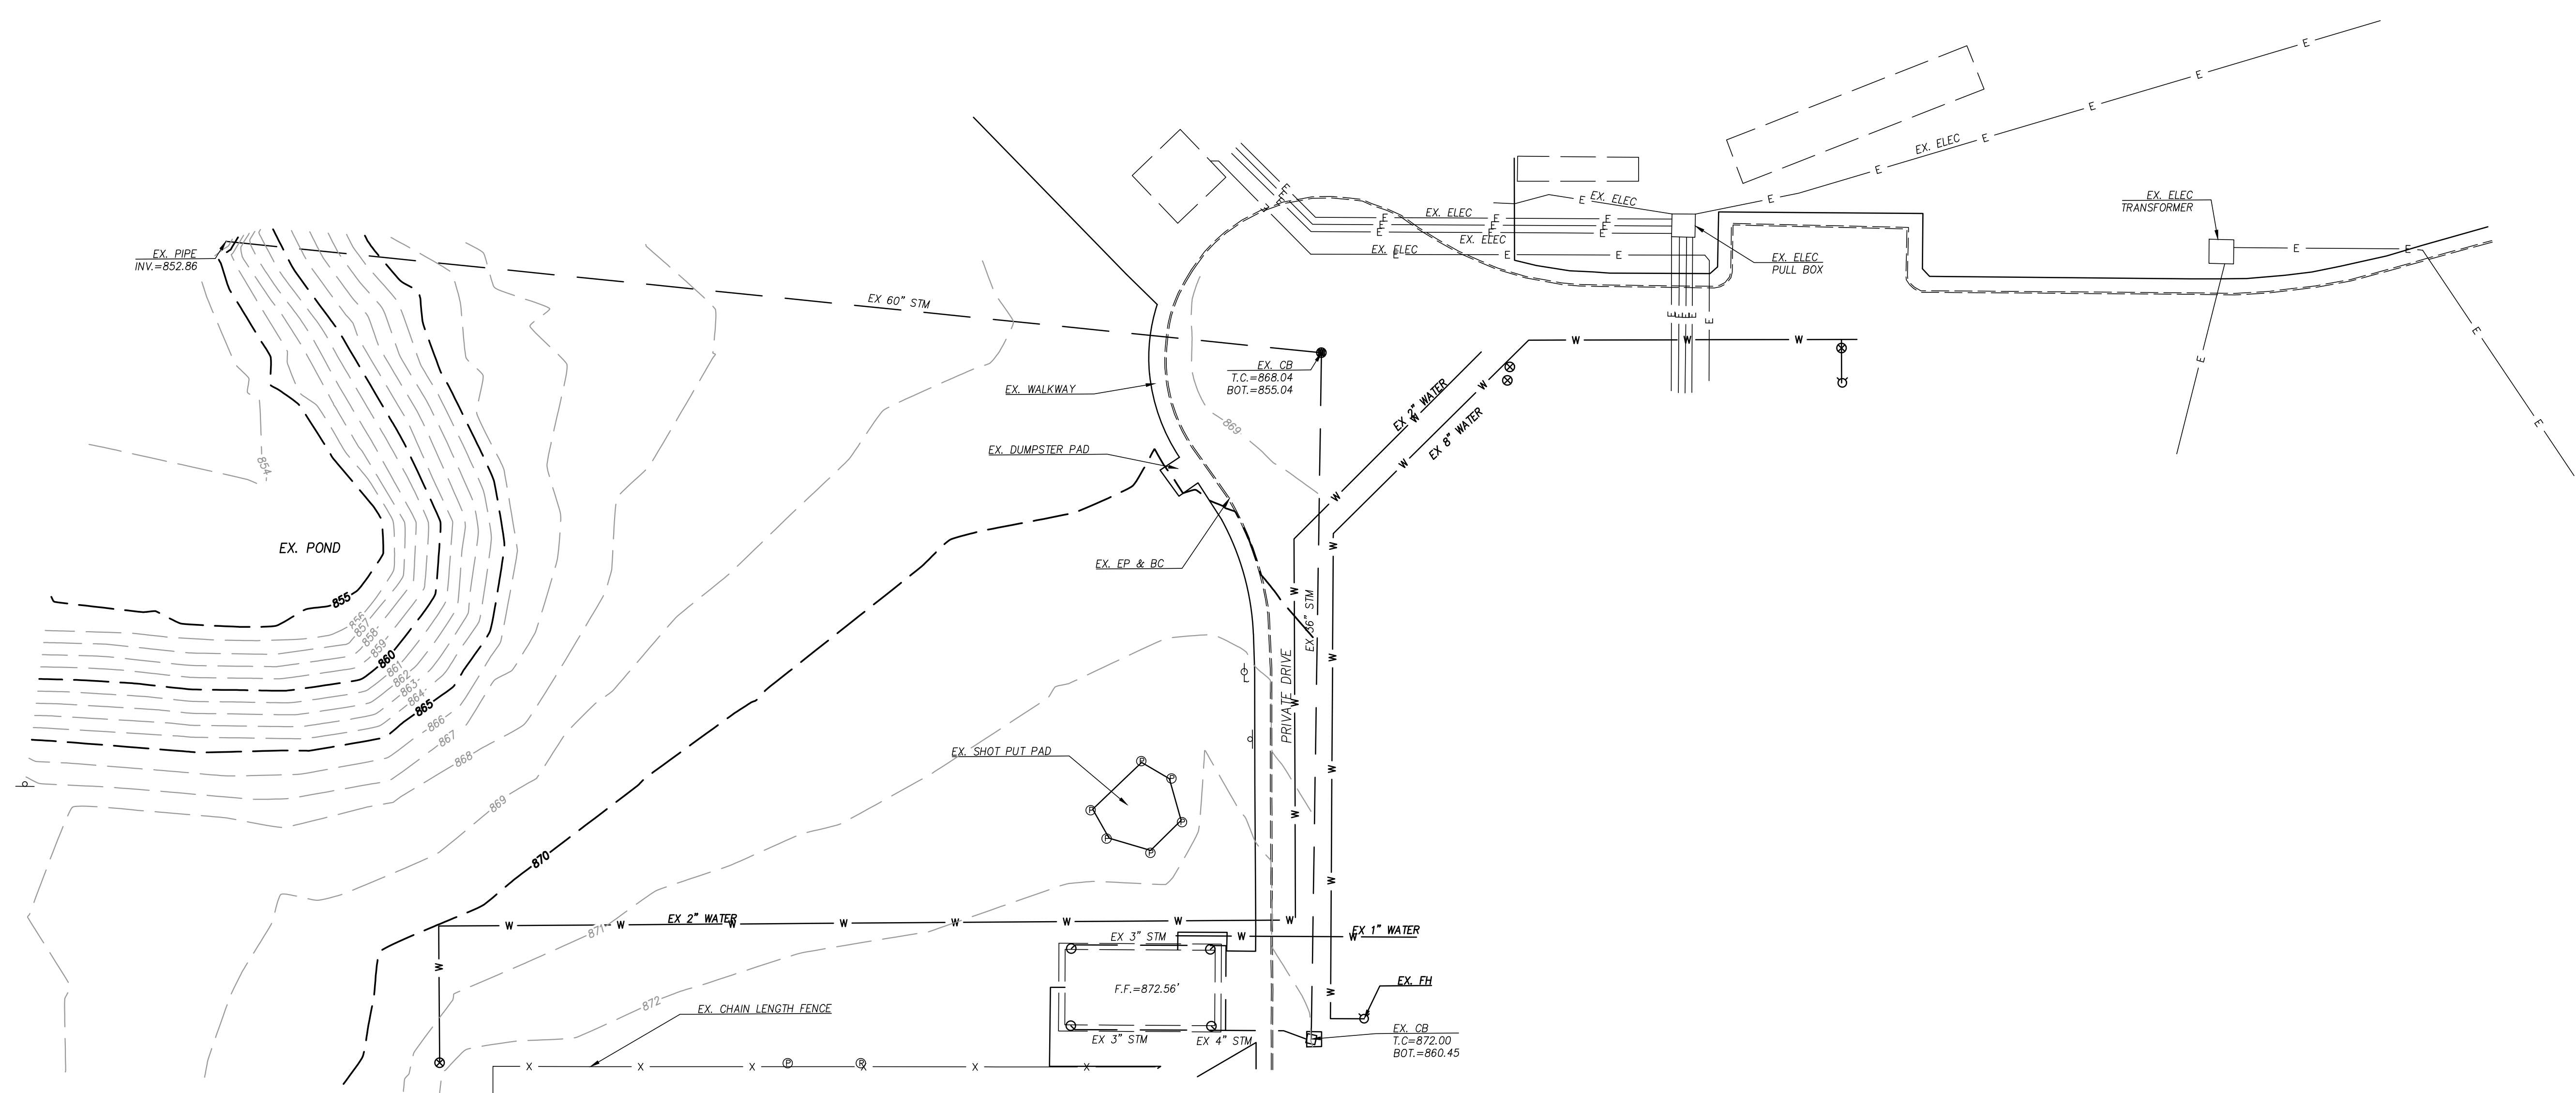 EX. ELEC
EX. ELEC
EX. ELEC
EX. ELEC
EX. ELEC
EX. ELEC
TRANSFORMER
EX. ELEC
PULL BOX
EX. PIPE
INV.=852.86
EX 60" STM
EX. CB
T.C.=868.04
BOT.=855.04
EX. WALKWAY
EX 2" WATER
EX 8" WATER
869
EX. DUMPSTER PAD
854
EX. POND
EX. EP & BC
EX 36" STM
PRIVATE DRIVE
855
856
857
858
859
860
861
862
863
864
865
866
867
868
869
870
871
872
EX. SHOT PUT PAD
EX 2" WATER
EX 1" WATER
EX 3" STM
F.F.=872.56'
EX 3" STM
EX 4" STM
EX. FH
EX. CB
T.C=872.00
BOT.=860.45
EX. CHAIN LENGTH FENCE